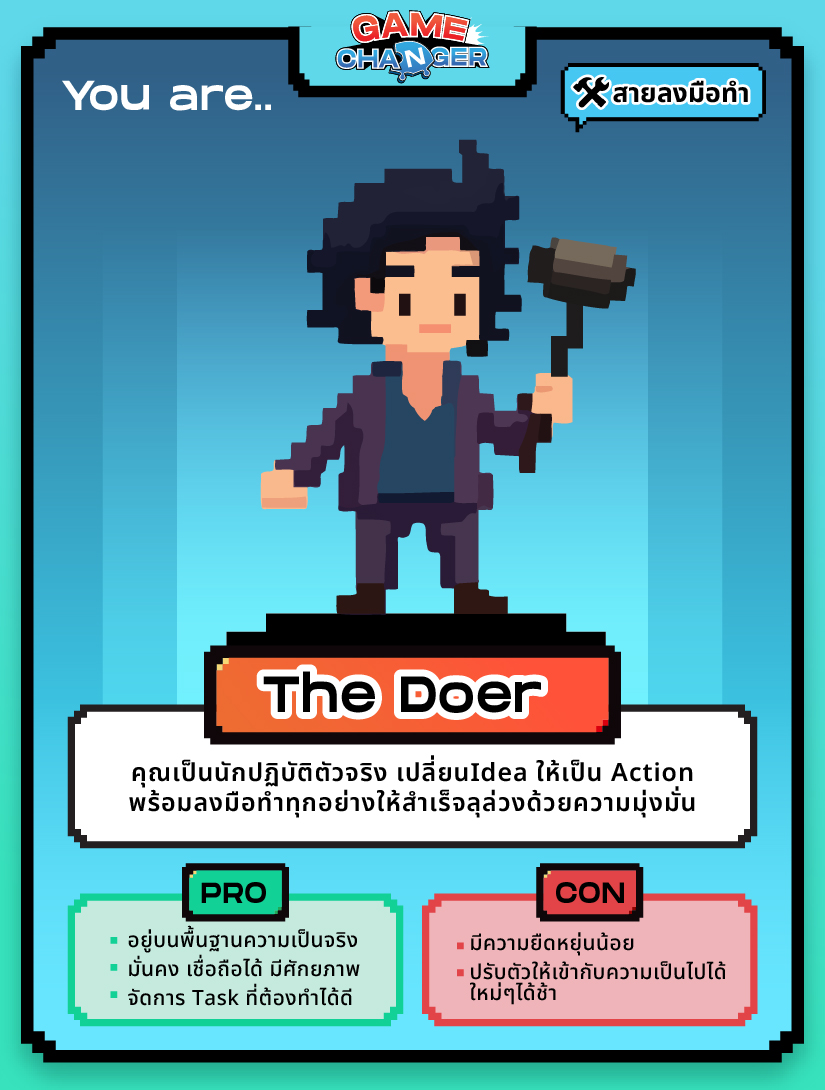 GAME
CHANGER
You are..
สายลงมือทำ
The Doer
คุณเป็นนักปฏิบัติตัวจริง เปลี่ยนIdea ให้เป็น Action
พร้อมลงมือทำทุกอย่างให้สำเร็จลุล่วงด้วยความมุ่งมั่น
PRO
อยู่บนพื้นฐานความเป็นจริง
มั่นคง เชื่อถือได้ มีศักยภาพ
จัดการ Task ที่ต้องทำได้ดี
CON
มีความยืดหยุ่นน้อย
ปรับตัวให้เข้ากับความเป็นไปได้
ใหม่ๆได้ช้า